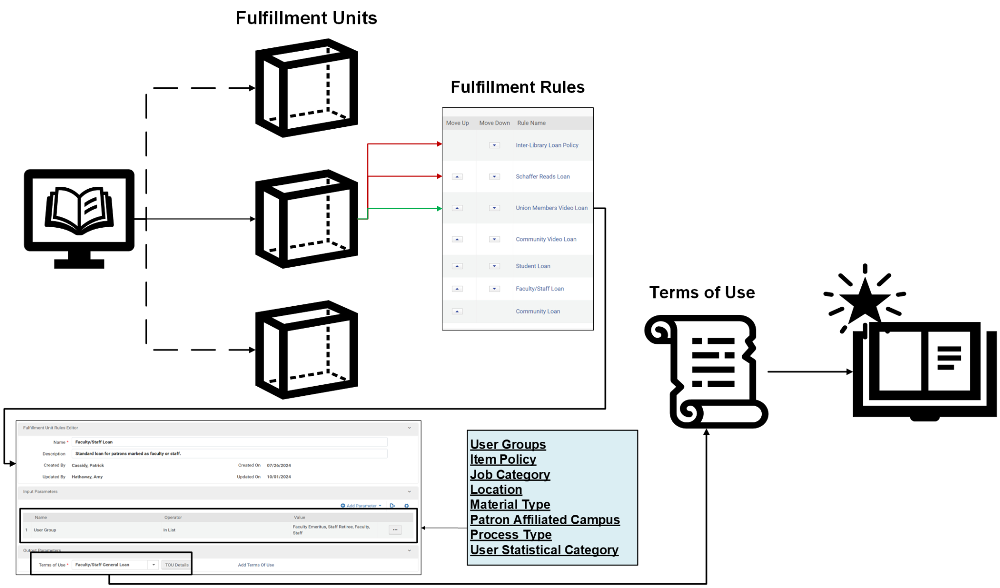 Fulfillment Units
Fulfillment Rules
Move Up Move Down Rule Name
Inter-Library Loan Policy
Schaffer Reads Loan
Union Members Video Loan
Community Video Loan
Student Loan
Faculty/Staff Loan
Community Loan
Terms of Use
Fulfillment Unit Rules Editor
Name * Faculty/Staff Loan
Description Standard loan for patrons marked as faculty or staff.
Created By Cassidy, Patrick Created On 07/26/2024
Updated By Hathaway, Amy Updated On 10/01/2024
Input Parameters
Add Parameter
Name Operator Value
1 User Group In List Faculty Emeritus, Staff Retiree, Faculty,
Staff
Output Parameters
Terms of Use * Faculty/Staff General Loan TOU Details Add Terms Of Use
User Groups
Item Policy
Job Category
Location
Material Type
Patron Affiliated Campus
Process Type
User Statistical Category